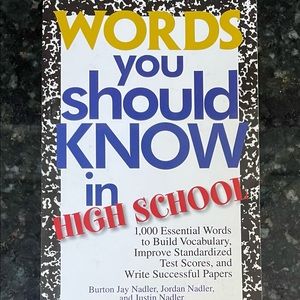 WORDS
you
should
KNOW
in
HIGH SCHOOL
1,000 Essential Words
to Build Vocabulary,
Improve Standardized
Test Scores, and
Write Successful Papers
Burton Jay Nadler, Jordan Nadler,
and Justin Nadler